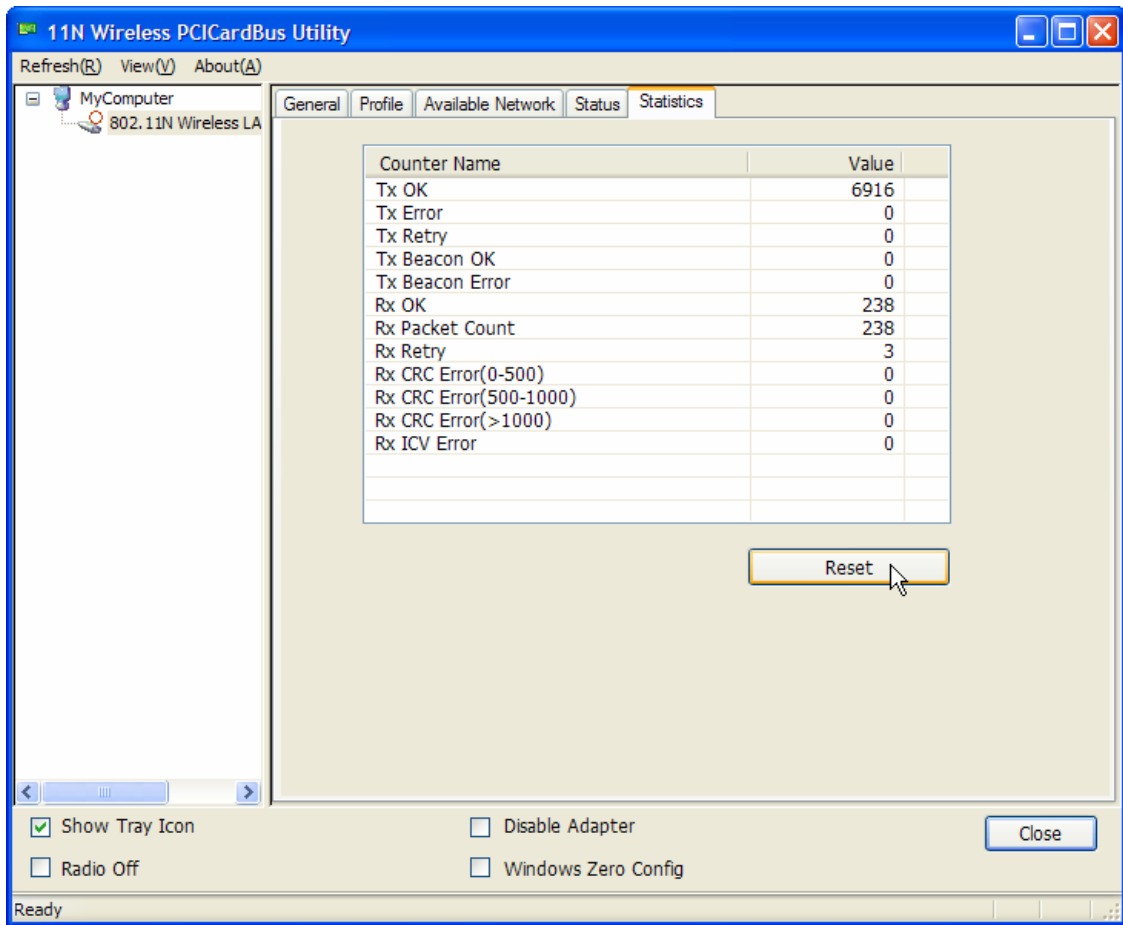 11N Wireless PCICardBus Utility
Refresh(R) View(V) About(A)
MyComputer
802.11N Wireless LA
General Profile Available Network Status Statistics
Counter Name Value
Tx OK 6916
Tx Error 0
Tx Retry 0
Tx Beacon OK 0
Tx Beacon Error 0
Rx OK 238
Rx Packet Count 238
Rx Retry 3
Rx CRC Error(0-500) 0
Rx CRC Error(500-1000) 0
Rx CRC Error(>1000) 0
Rx ICV Error 0
Reset
Show Tray Icon Disable Adapter Close
Radio Off Windows Zero Config
Ready